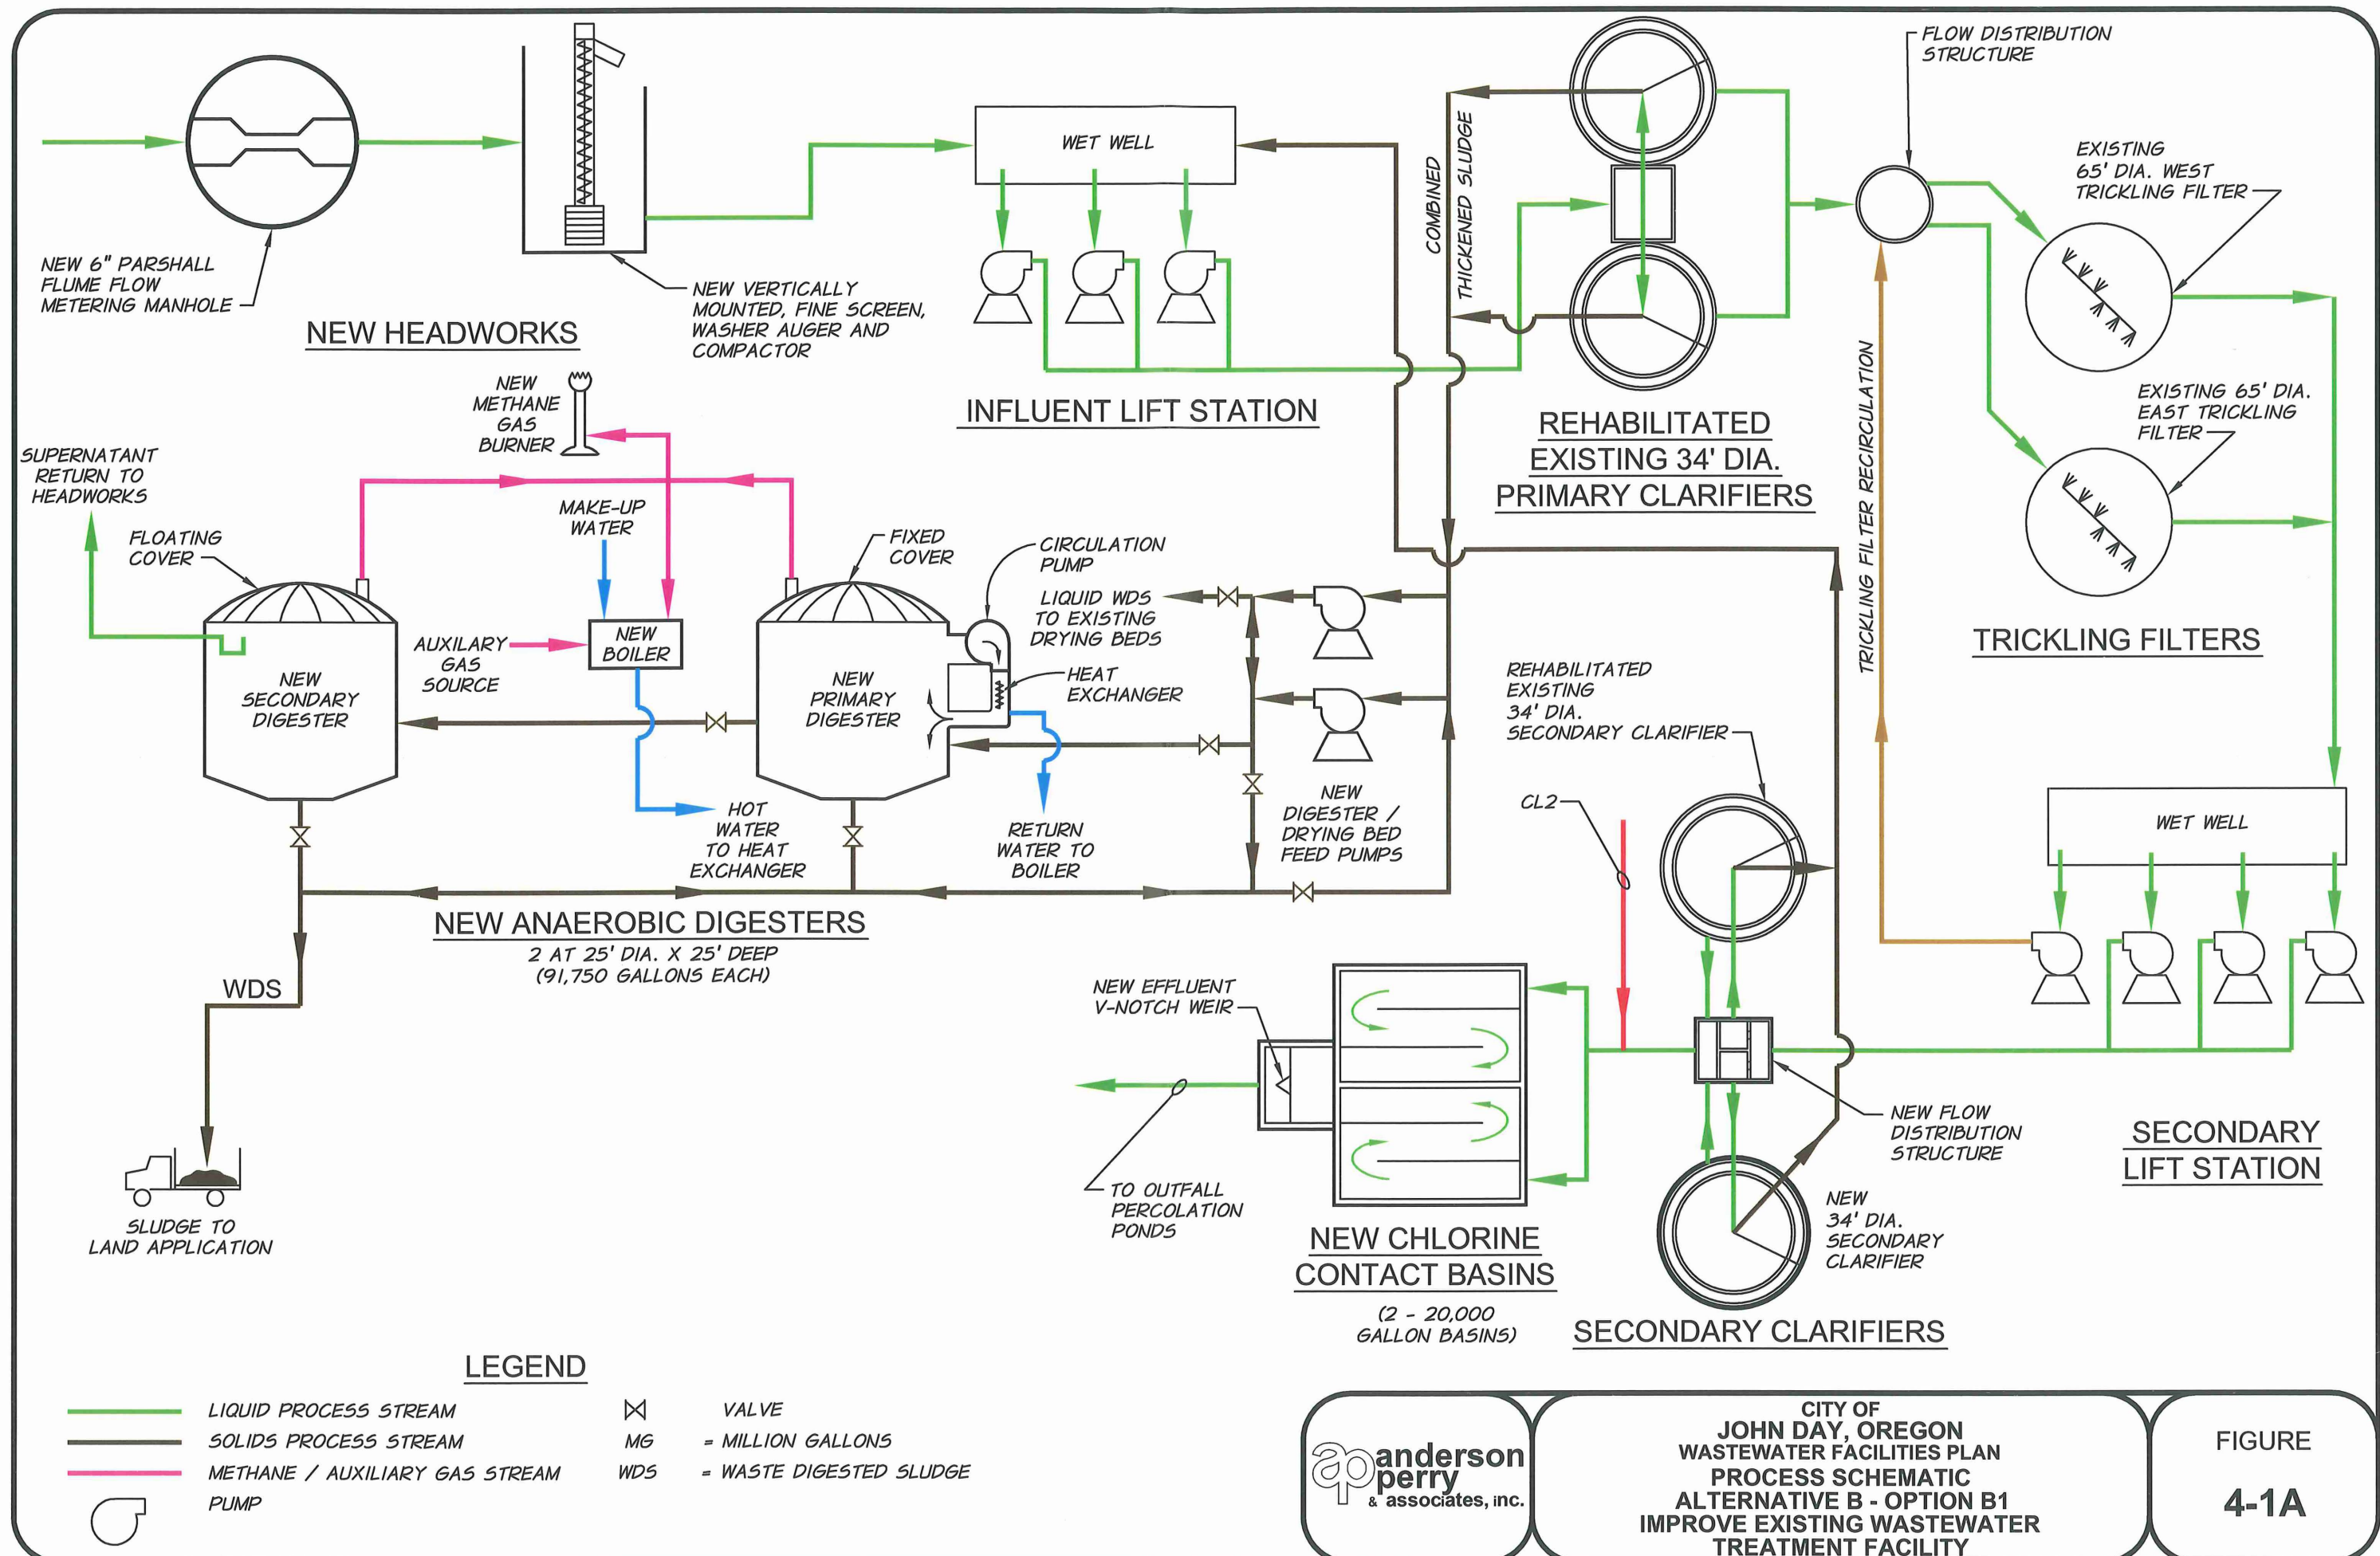 FLOW DISTRIBUTION
STRUCTURE
WET WELL
COMBINED
THICKENED SLUDGE
EXISTING
65' DIA. WEST
TRICKLING FILTER
NEW 6" PARSHALL
FLUME FLOW
METERING MANHOLE
NEW HEADWORKS
NEW VERTICALLY
MOUNTED, FINE SCREEN,
WASHER AUGER AND
COMPACTOR
INFLUENT LIFT STATION
REHABILITATED
EXISTING 34' DIA.
PRIMARY CLARIFIERS
TRICKLING FILTER RECIRCULATION
EXISTING 65' DIA.
EAST TRICKLING
FILTER
TRICKLING FILTERS
NEW
METHANE
GAS
BURNER
SUPERNATANT
RETURN TO
HEADWORKS
FLOATING
COVER
MAKE-UP
WATER
FIXED
COVER
CIRCULATION
PUMP
LIQUID WDS
TO EXISTING
DRYING BEDS
AUXILARY
GAS
SOURCE
NEW
BOILER
HEAT
EXCHANGER
NEW
SECONDARY
DIGESTER
NEW
PRIMARY
DIGESTER
REHABILITATED
EXISTING
34' DIA.
SECONDARY CLARIFIER
HOT
WATER
TO HEAT
EXCHANGER
RETURN
WATER TO
BOILER
NEW
DIGESTER /
DRYING BED
FEED PUMPS
CL2
WET WELL
NEW ANAEROBIC DIGESTERS
2 AT 25' DIA. X 25' DEEP
(91,750 GALLONS EACH)
WDS
NEW EFFLUENT
V-NOTCH WEIR
NEW FLOW
DISTRIBUTION
STRUCTURE
SECONDARY
LIFT STATION
TO OUTFALL
PERCOLATION
PONDS
NEW
34' DIA.
SECONDARY
CLARIFIER
SLUDGE TO
LAND APPLICATION
NEW CHLORINE
CONTACT BASINS
(2 - 20,000
GALLON BASINS)
SECONDARY CLARIFIERS
LEGEND
LIQUID PROCESS STREAM
SOLIDS PROCESS STREAM
METHANE / AUXILIARY GAS STREAM
PUMP
VALVE
MG = MILLION GALLONS
WDS = WASTE DIGESTED SLUDGE
ap anderson
perry
& associates, inc.
CITY OF
JOHN DAY, OREGON
WASTEWATER FACILITIES PLAN
PROCESS SCHEMATIC
ALTERNATIVE B - OPTION B1
IMPROVE EXISTING WASTEWATER
TREATMENT FACILITY
FIGURE
4-1A